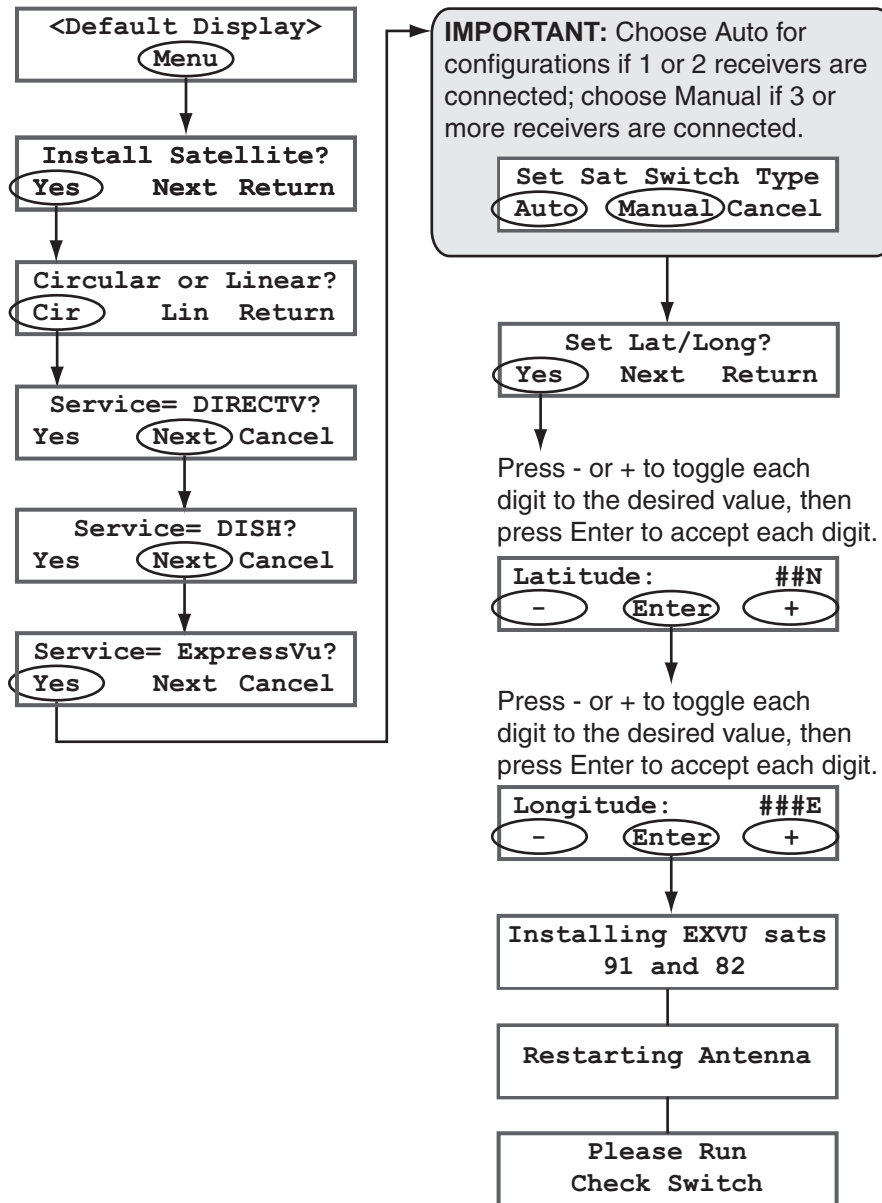 <Default Display>
Menu
Install Satellite?
Yes Next Return
Circular or Linear?
Cir Lin Return
Service= DIRECTV?
Yes Next Cancel
Service= DISH?
Yes Next Cancel
Service= ExpressVu?
Yes Next Cancel
IMPORTANT: Choose Auto for
configurations if 1 or 2 receivers are
connected; choose Manual if 3 or
more receivers are connected.
Set Sat Switch Type
Auto Manual Cancel
Set Lat/Long?
Yes Next Return
Press - or + to toggle each
digit to the desired value, then
press Enter to accept each digit.
Latitude: ##N
- Enter +
Press - or + to toggle each
digit to the desired value, then
press Enter to accept each digit.
Longitude: ###E
- Enter +
Installing EXVU sats
91 and 82
Restarting Antenna
Please Run
Check Switch